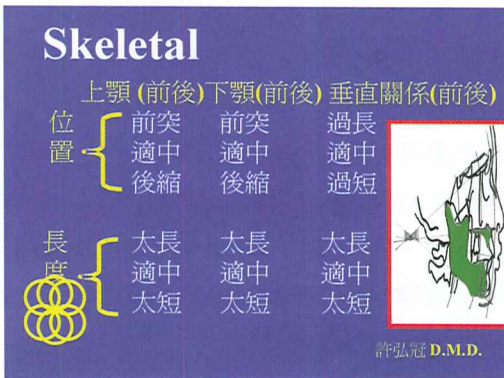 Skeletal
上顎 (前後) 下顎(前後) 垂直關係(前後)
位置
前突 前突 過長
適中 適中 適中
後縮 後縮 過短
長度
太長 太長 太長
適中 適中 適中
太短 太短 太短
許弘冠 D.M.D.